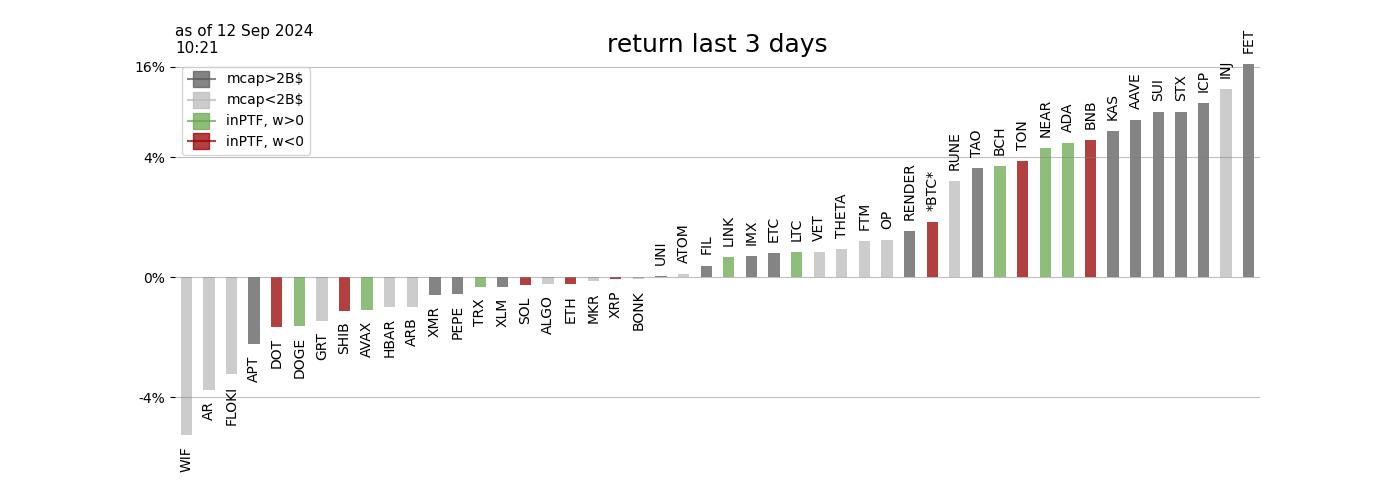 as of 12 Sep 2024
10:21
return last 3 days
16%
4%
0%
-4%
mcap>2B$
mcap<2B$
inPTF, w>0
inPTF, w<0
WIF
AR
FLOKI
APT
DOT
DOGE
GRT
SHIB
AVAX
HBAR
ARB
XMR
PEPE
TRX
XLM
SOL
ALGO
ETH
MKR
XRP
BONK
UNI
ATOM
FIL
LINK
IMX
ETC
LTC
VET
THETA
FTM
OP
RENDER
*BTC*
RUNE
TAO
BCH
TON
NEAR
ADA
BNB
KAS
AAVE
SUI
STX
ICP
INJ
FET